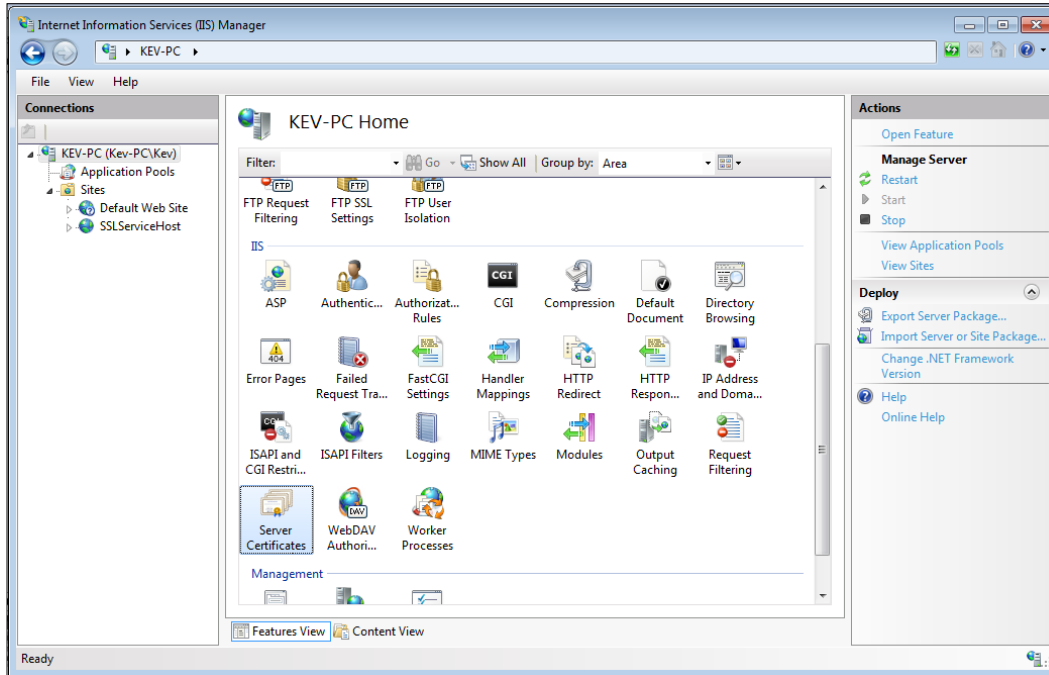 Internet Information Services (IIS) Manager
KEV-PC
File View Help
Connections
KEV-PC (Kev-PC\Kev)
Application Pools
Sites
Default Web Site
SSLServiceHost
KEV-PC Home
Filter: Go Show All Group by: Area
FTP FTP FTP
FTP Request FTP SSL FTP User
Filtering Settings Isolation
IIS
CGI
ASP Authentic... Authorizat... CGI Compression Default Directory
Rules Document Browsing
404
Error Pages Failed FastCGI Handler HTTP HTTP IP Address
Request Tra... Settings Mappings Redirect Respon... and Doma...
ISAPI and ISAPI Filters Logging MIME Types Modules Output Request
CGI Restri... Caching Filtering
DAV
Server WebDAV Worker
Certificates Authori... Processes
Management
Features View Content View
Actions
Open Feature
Manage Server
Restart
Start
Stop
View Application Pools
View Sites
Deploy
Export Server Package...
Import Server or Site Package...
Change .NET Framework
Version
Help
Online Help
Ready